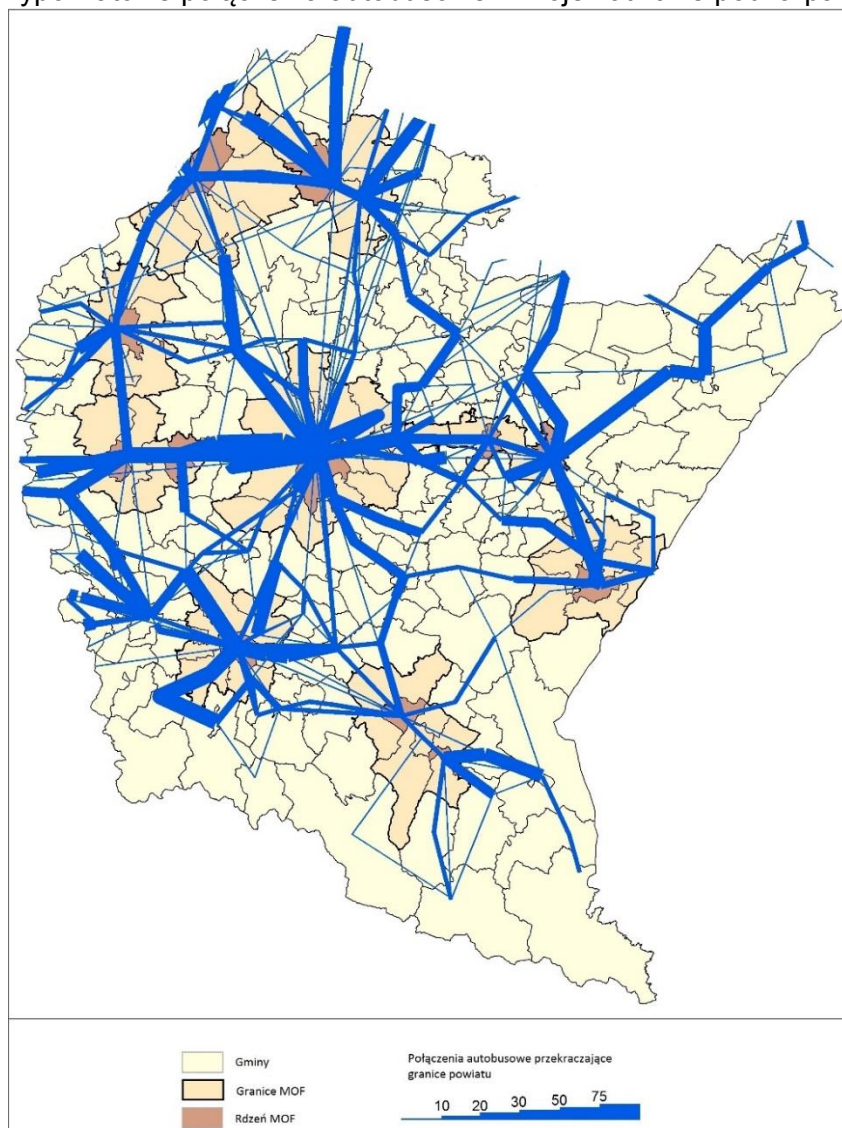 Gminy
Granice MOF
Rdzeń MOF
Połączenia autobusowe przekraczające
granice powiatu
10 20 30 50 75